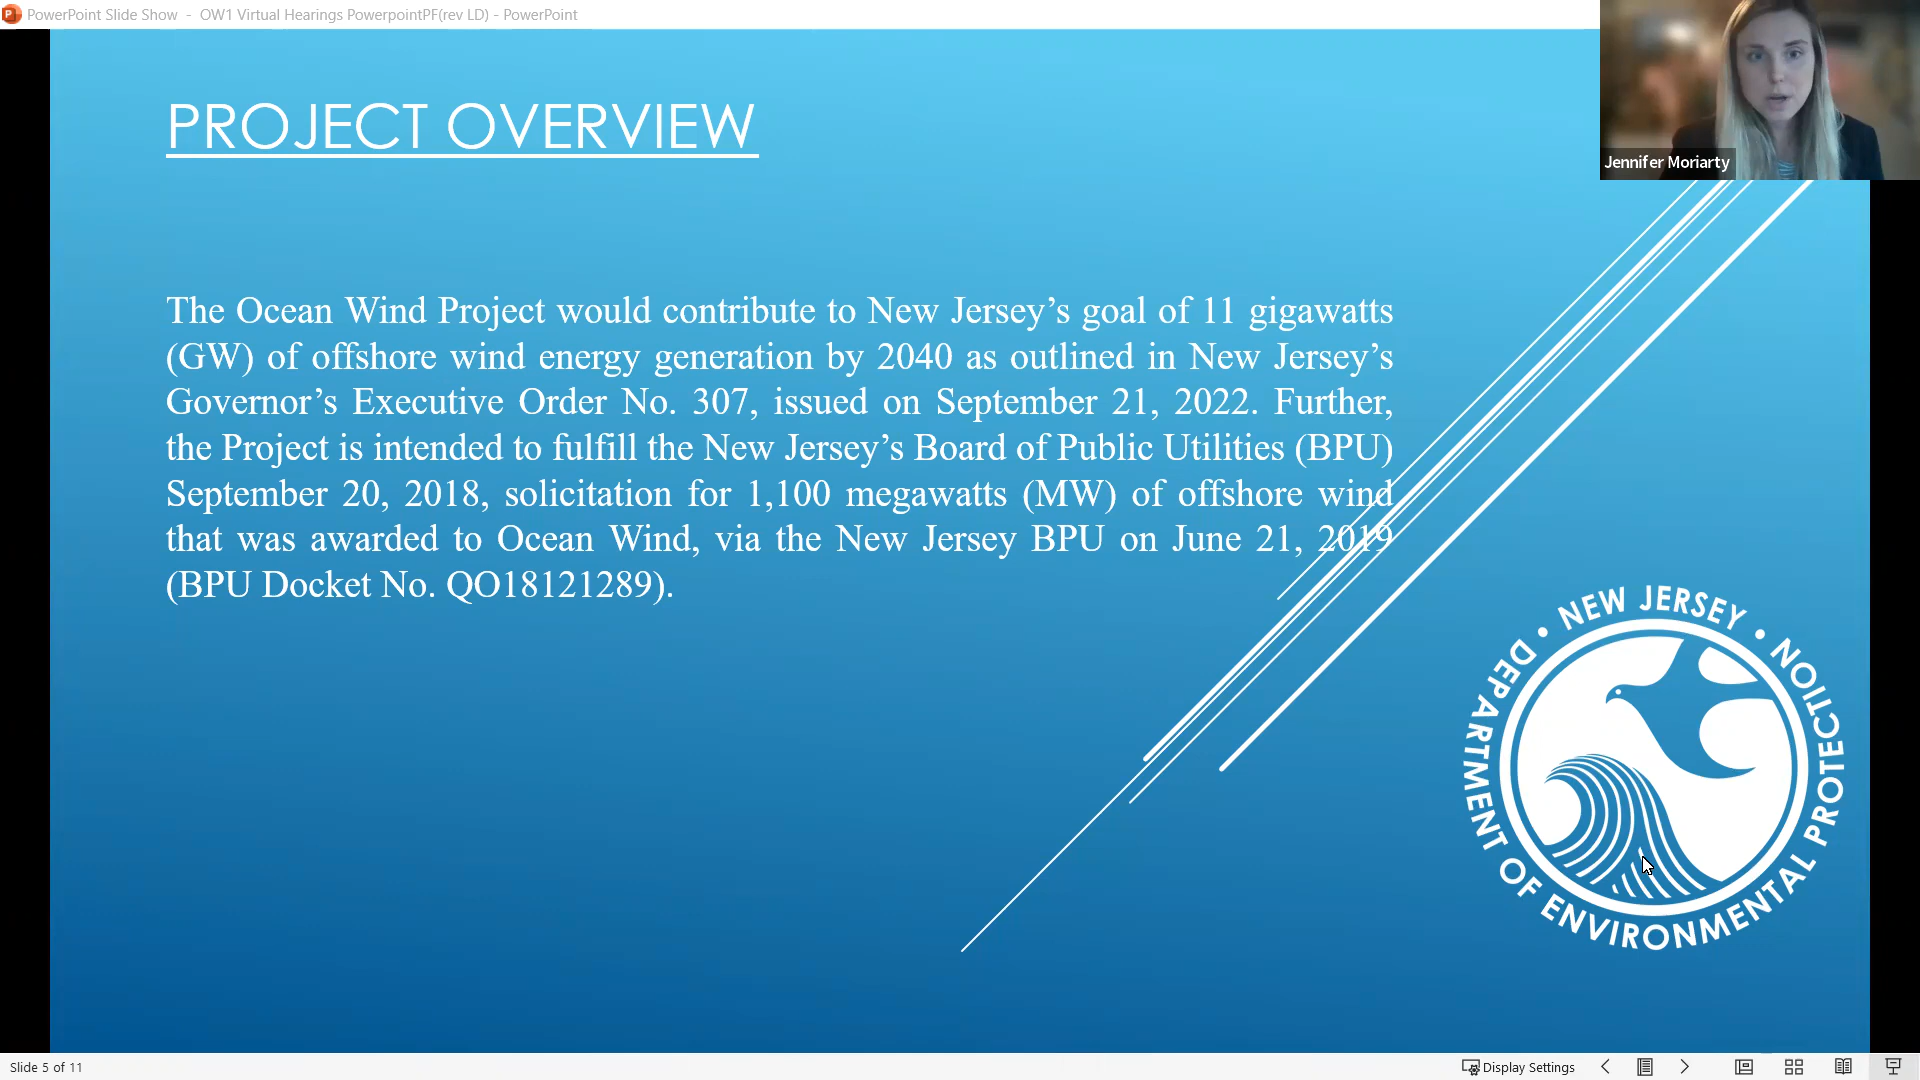 PowerPoint Slide Show - OW1 Virtual Hearings PowerpointPF(rev LD) - PowerPoint
Jennifer Moriarty
PROJECT OVERVIEW
The Ocean Wind Project would contribute to New Jersey’s goal of 11 gigawatts
(GW) of offshore wind energy generation by 2040 as outlined in New Jersey’s
Governor’s Executive Order No. 307, issued on September 21, 2022. Further,
the Project is intended to fulfill the New Jersey’s Board of Public Utilities (BPU)
September 20, 2018, solicitation for 1,100 megawatts (MW) of offshore wind
that was awarded to Ocean Wind, via the New Jersey BPU on June 21, 2019
(BPU Docket No. QO18121289).
• NEW JERSEY •
DEPARTMENT OF ENVIRONMENTAL PROTECTION
Slide 5 of 11
Display Settings